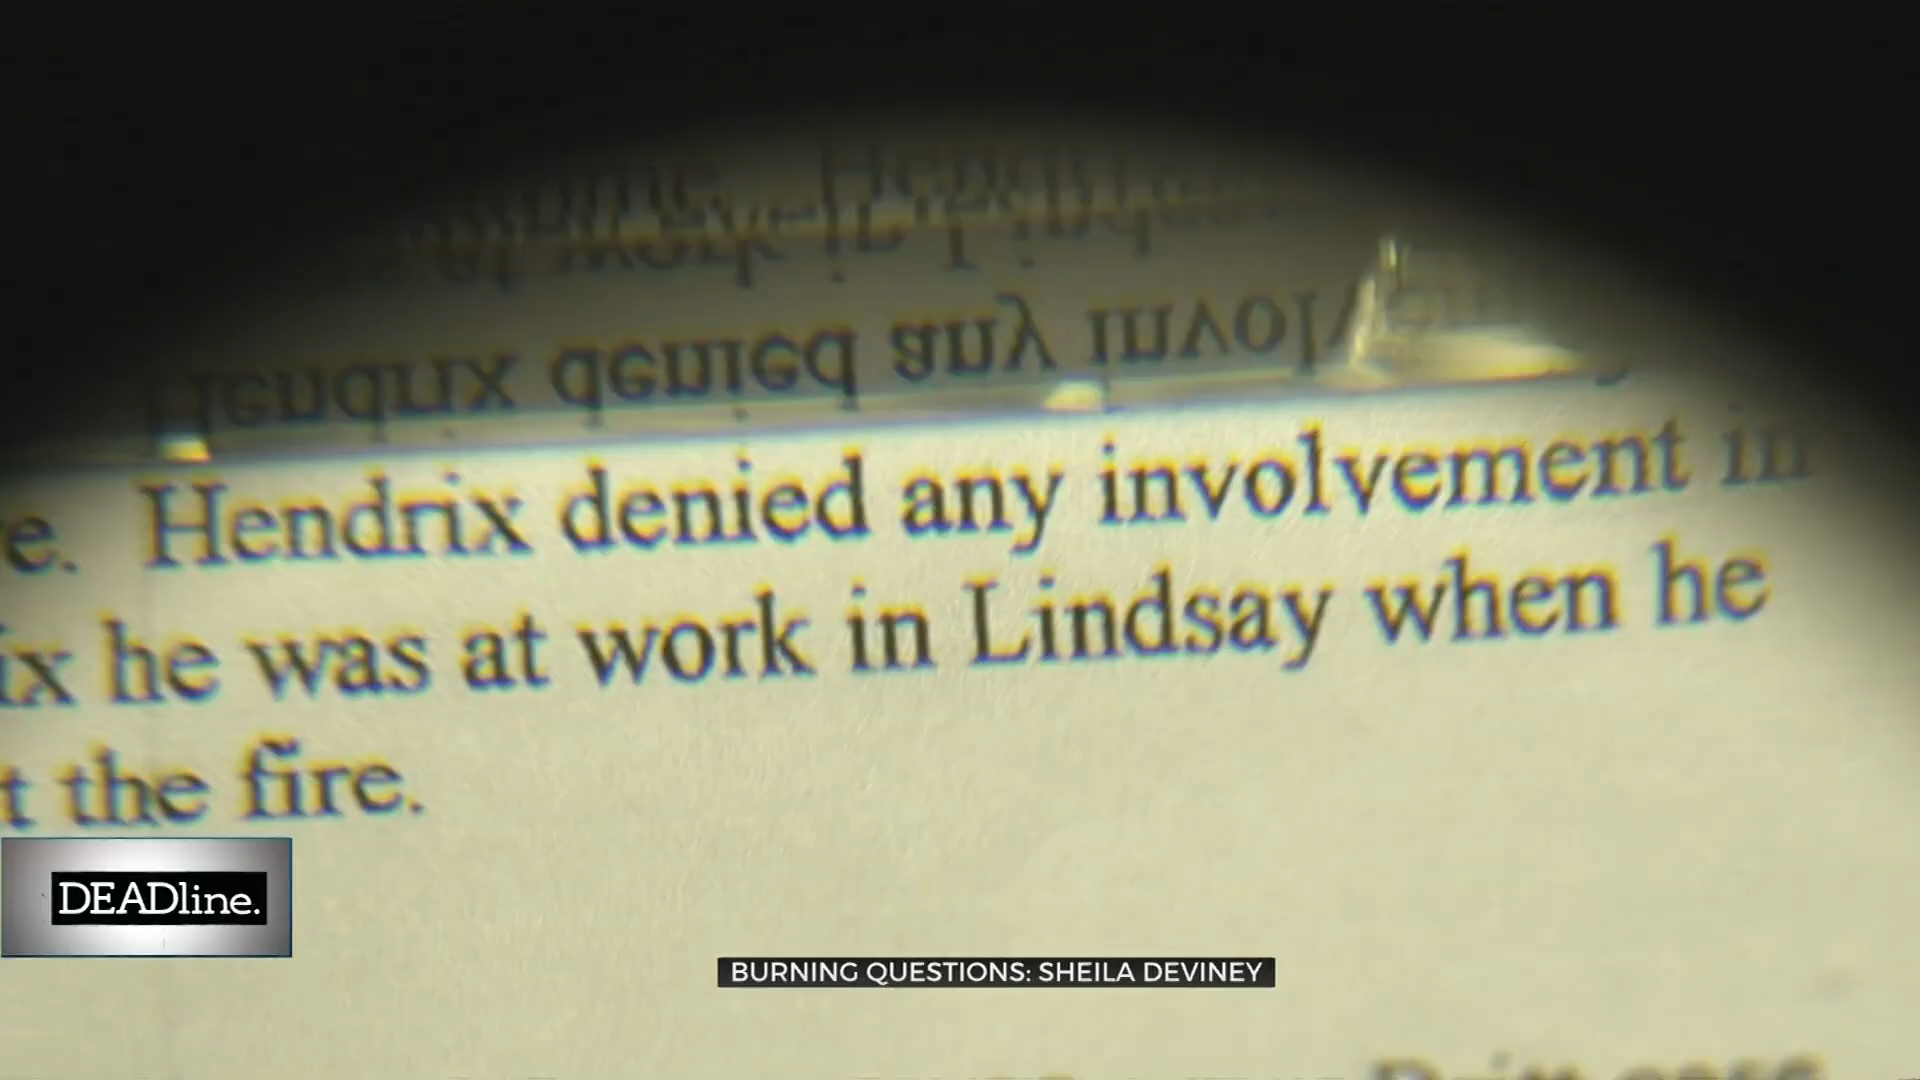 e. Hendrix denied any involvement in
ix he was at work in Lindsay when he
t the fire.
DEADline.
BURNING QUESTIONS: SHEILA DEVINEY